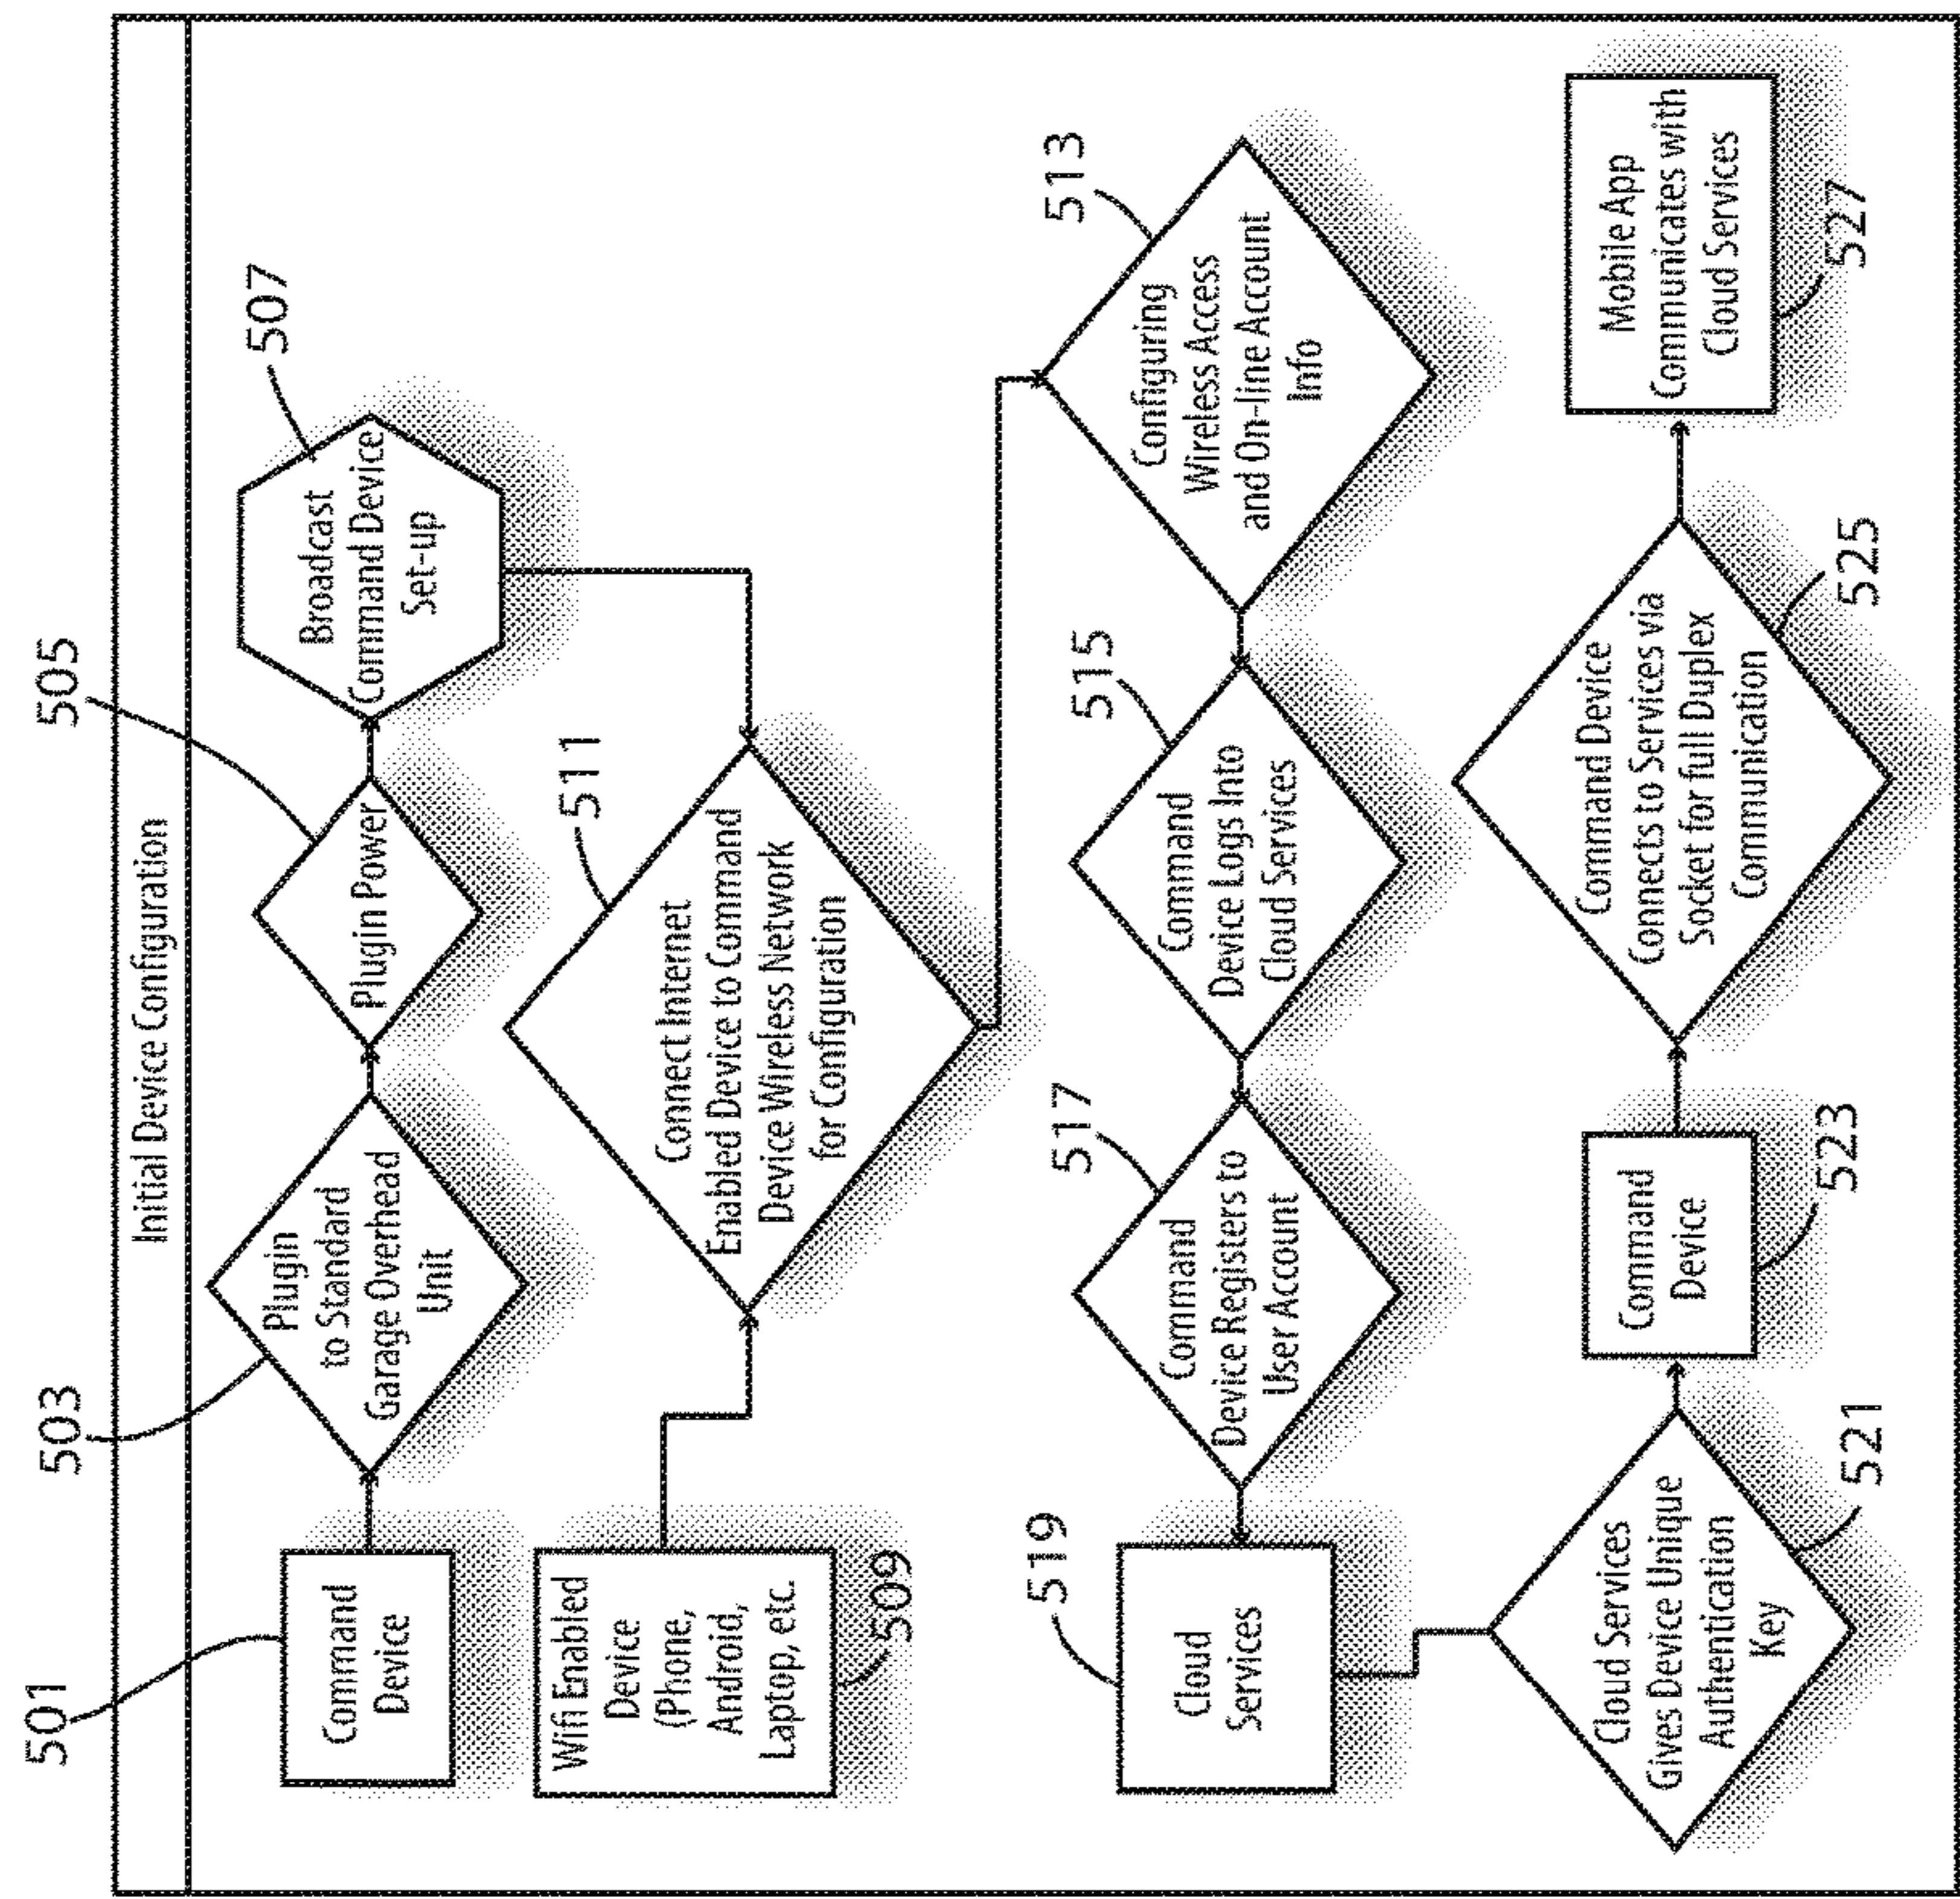 Initial Device Configuration
501
Command
Device
503
Plugin
to Standard
Garage Overhead
Unit
505
Plugin Power
507
Broadcast
Command Device
Set-up
Wifi Enabled
Device
(Phone,
Android,
Laptop, etc.
509
511
Connect Internet
Enabled Device to Command
Device Wireless Network
for Configuration
513
Configuring
Wireless Access
and On-line Account
Info
515
Command
Device Logs Into
Cloud Services
517
Command
Device Registers to
User Account
519
Cloud
Services
Cloud Services
Gives Device Unique
Authentication
Key
521
Command
Device
523
Command Device
Connects to Services via
Socket for full Duplex
Communication
525
Mobile App
Communicates with
Cloud Services
527